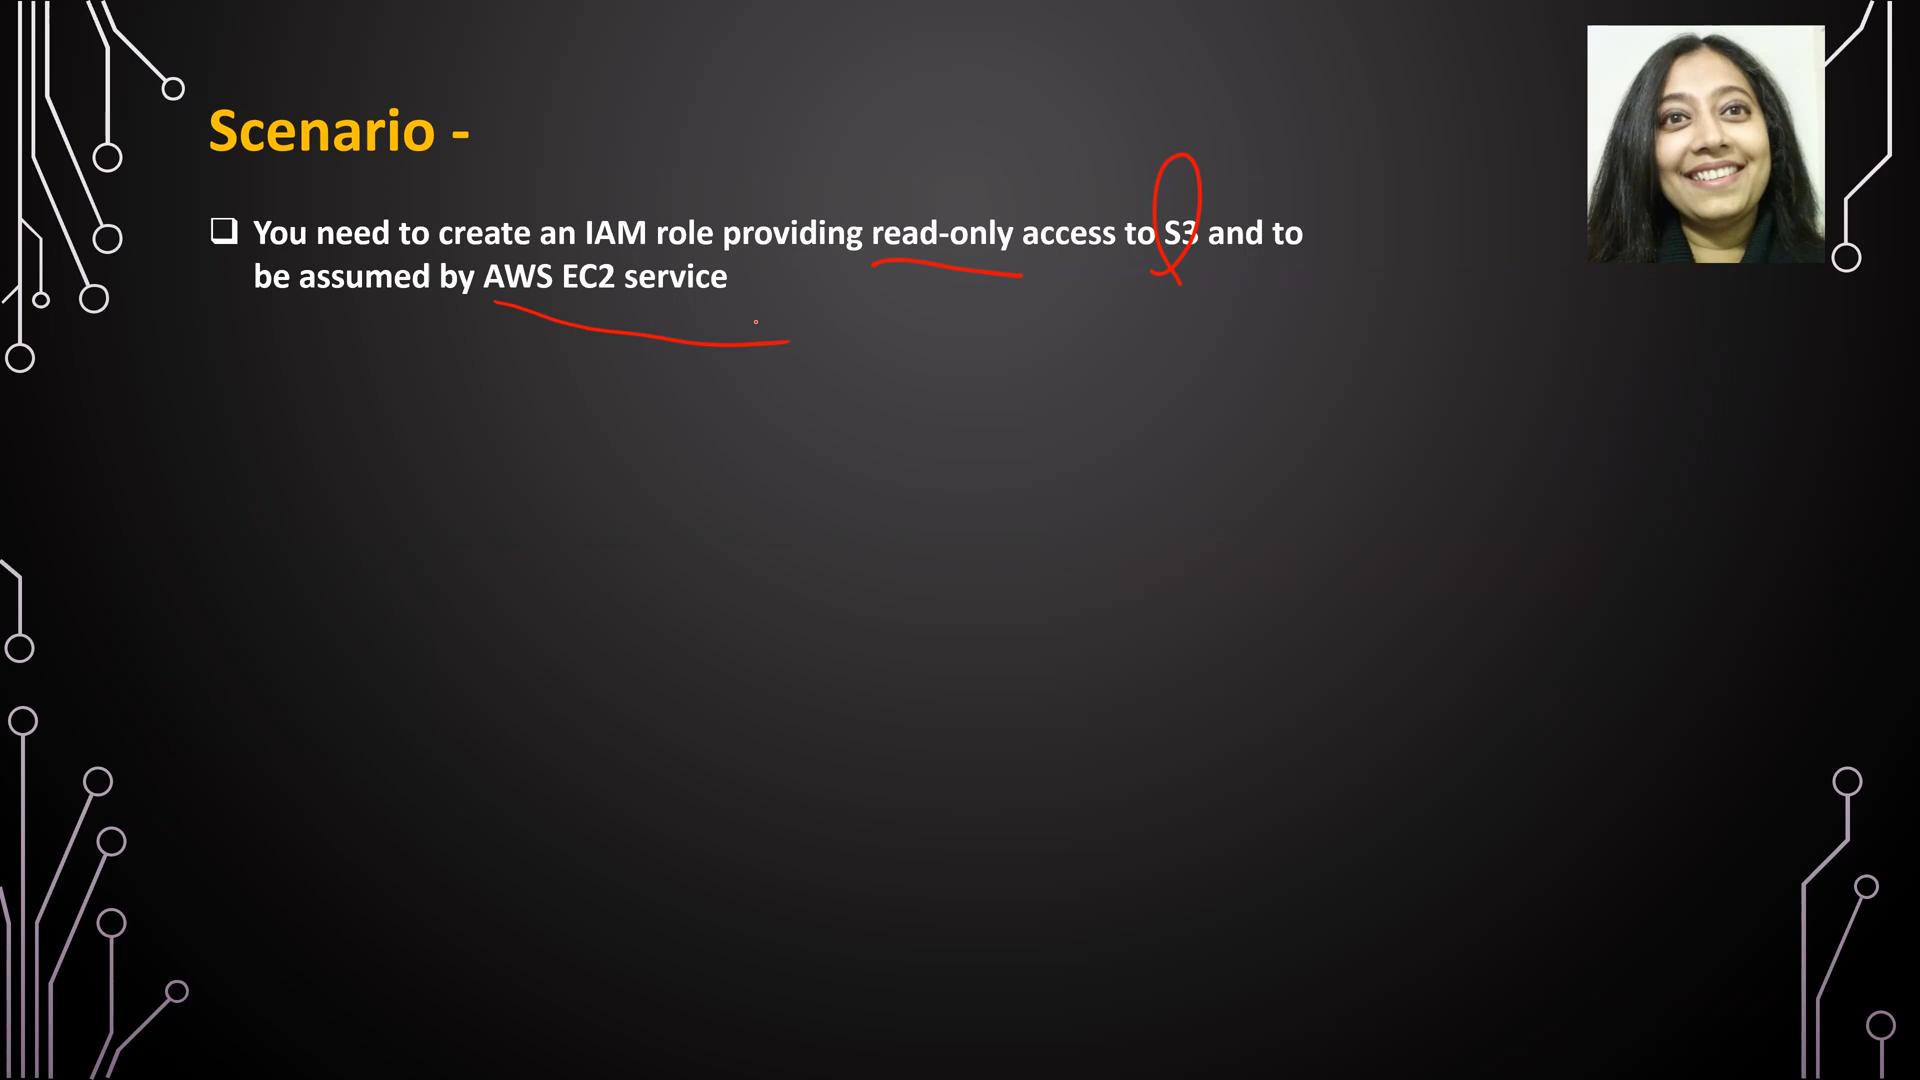 Scenario -
You need to create an IAM role providing read-only access to S3 and to
be assumed by AWS EC2 service